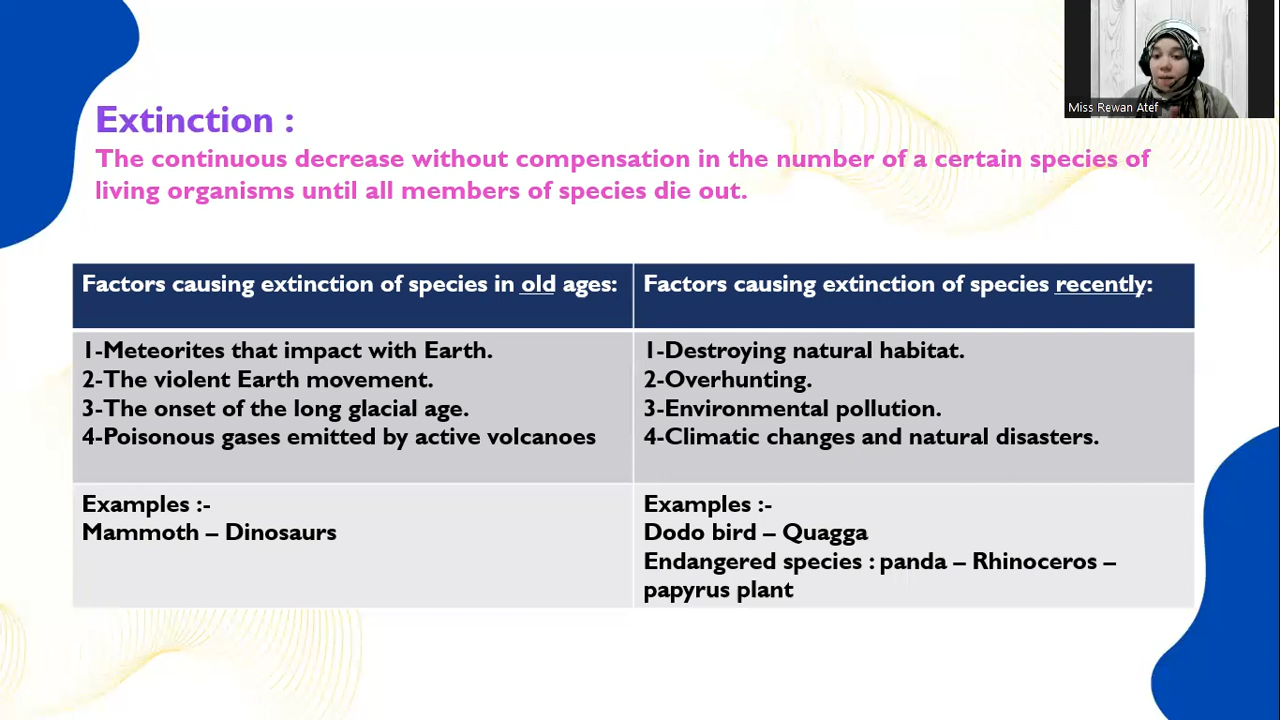 Miss Rewan Atef
Extinction :
The continuous decrease without compensation in the number of a certain species of
living organisms until all members of species die out.
Factors causing extinction of species in old ages:
1-Meteorites that impact with Earth.
2-The violent Earth movement.
3-The onset of the long glacial age.
4-Poisonous gases emitted by active volcanoes
Examples :-
Mammoth – Dinosaurs
Factors causing extinction of species recently:
1-Destroying natural habitat.
2-Overhunting.
3-Environmental pollution.
4-Climatic changes and natural disasters.
Examples :-
Dodo bird – Quagga
Endangered species : panda – Rhinoceros –
papyrus plant